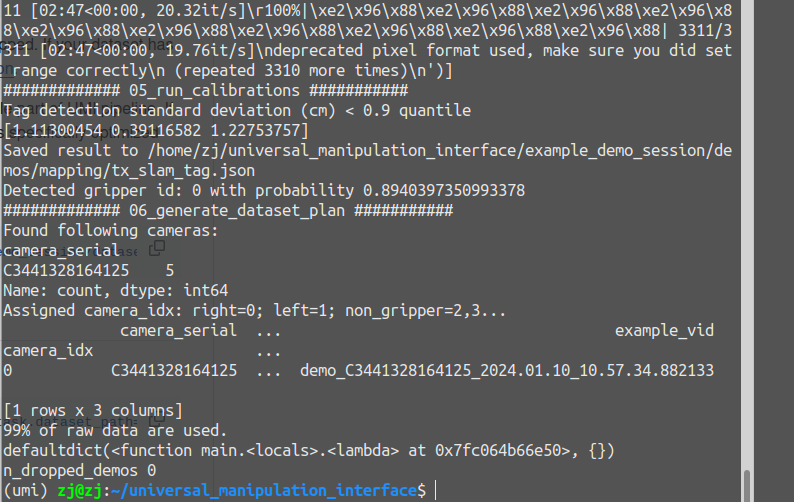 11 [02:47<00:00, 20.32it/s]\r100%|\xe2\x96\x88\xe2\x96\x88\xe2\x96\x88\xe2\x96\x8
8\xe2\x96\x88\xe2\x96\x88\xe2\x96\x88\xe2\x96\x88\xe2\x96\x88\xe2\x96\x88| 3311/3
311 [02:47<00:00, 19.76it/s]\ndeprecated pixel format used, make sure you did set
range correctly\n (repeated 3310 more times)\n')]
############# 05_run_calibrations ###########
Tag detection standard deviation (cm) < 0.9 quantile
[1.11300454 0.39116582 1.22753757]
Saved result to /home/zj/universal_manipulation_interface/example_demo_session/de
mos/mapping/tx_slam_tag.json
Detected gripper id: 0 with probability 0.8940397350993378
############# 06_generate_dataset_plan ###########
Found following cameras:
camera_serial
C3441328164125    5
Name: count, dtype: int64
Assigned camera_idx: right=0; left=1; non_gripper=2,3...
camera_serial  ...                                        example_vid
camera_idx                  ...
0            C3441328164125  ...  demo_C3441328164125_2024.01.10_10.57.34.882133
[1 rows x 3 columns]
99% of raw data are used.
defaultdict(<function main.<locals>.<lambda> at 0x7fc064b66e50>, {})
n_dropped_demos 0
(umi) zj@zj:~/universal_manipulation_interface$